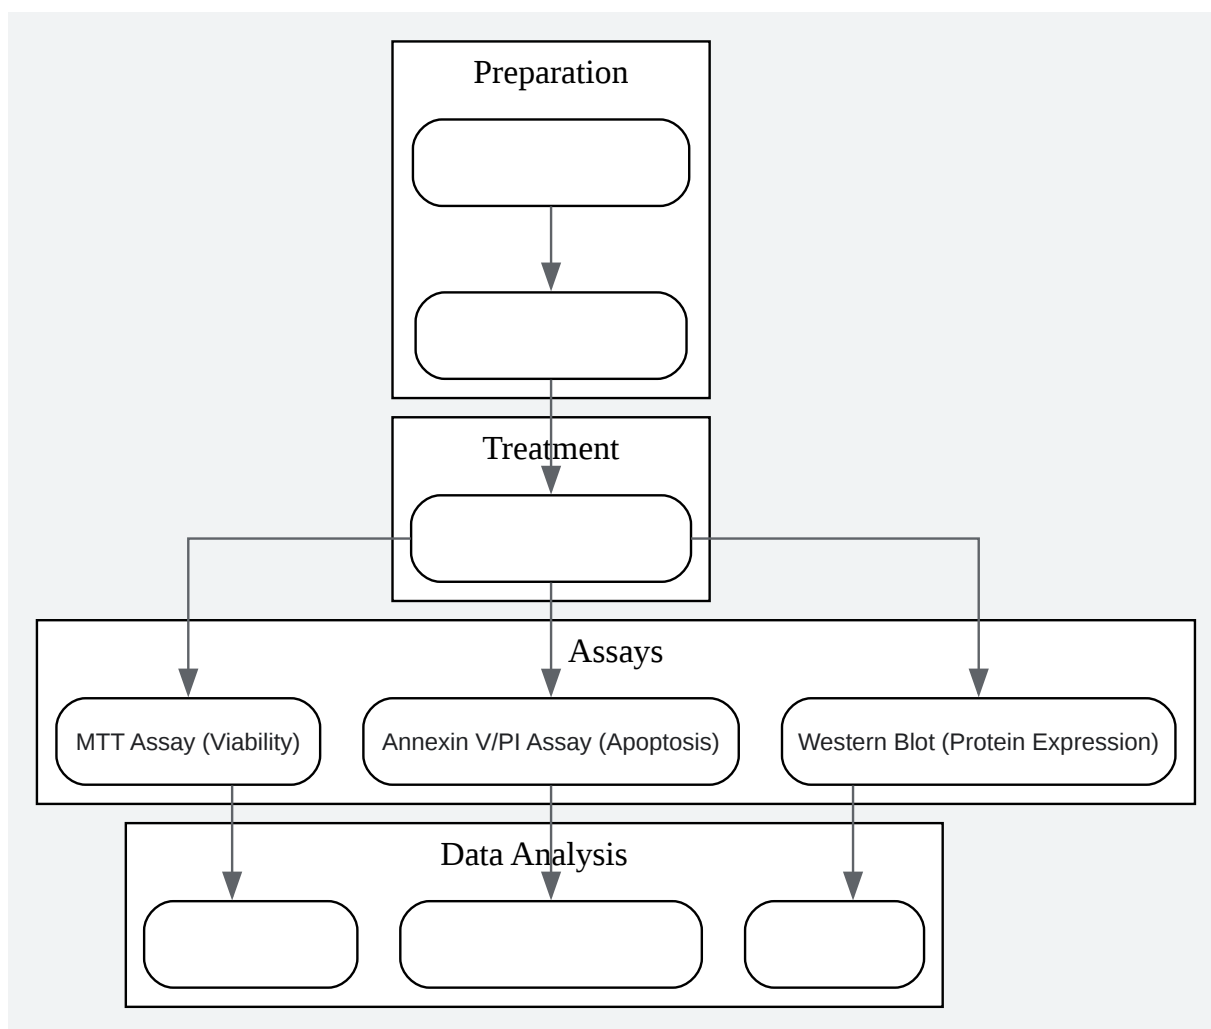 Preparation
Treatment
Assays
MTT Assay (Viability)
Annexin V/PI Assay (Apoptosis)
Western Blot (Protein Expression)
Data Analysis